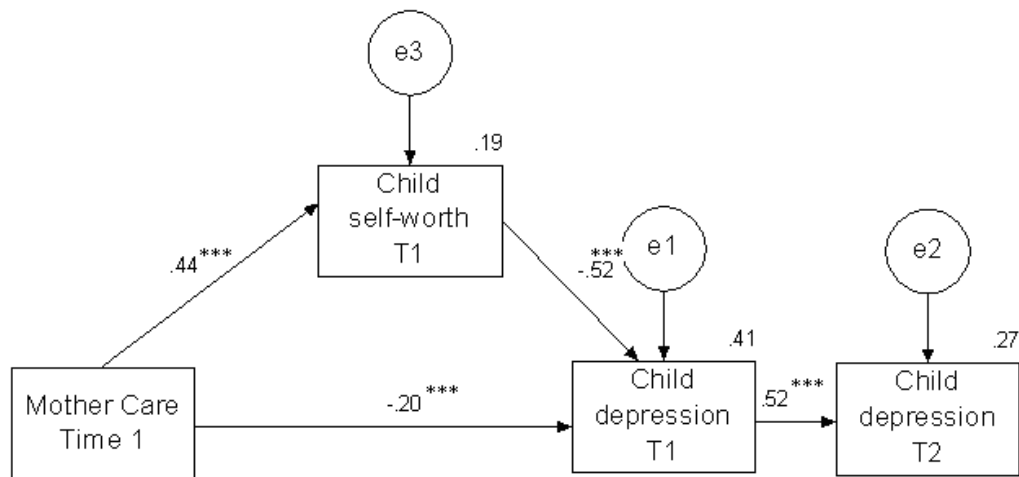 e3
.19
Child
self-worth
T1
.44***
-.52***
e1
e2
.41
.27
Mother Care
Time 1
-.20***
Child
depression
T1
.52***
Child
depression
T2